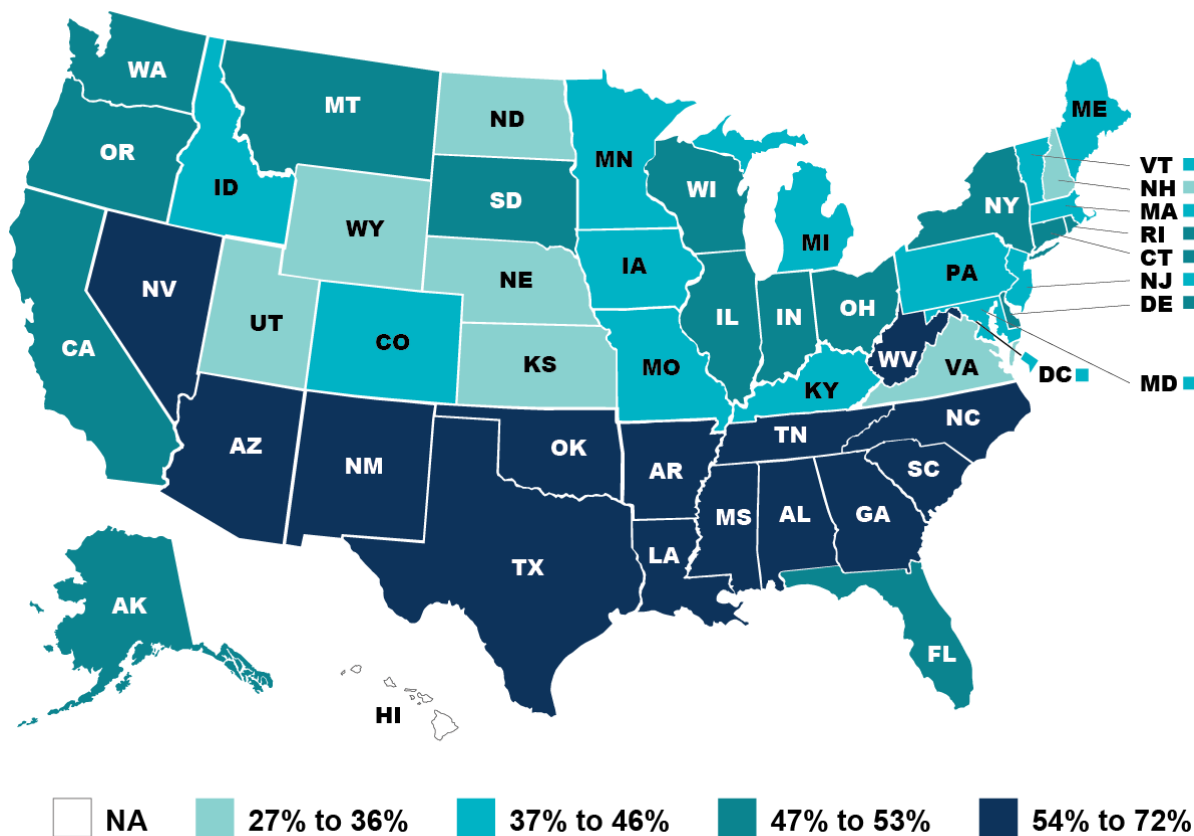 WA
MT
ND
MN
ME
OR
ID
SD
WI
NY
VT
NH
MA
RI
CT
NJ
DE
WY
MI
IA
PA
NE
NV
UT
CO
IL
IN
OH
CA
KS
MO
KY
WV
VA
DC
MD
AZ
NM
OK
AR
TN
NC
SC
MS
AL
GA
TX
LA
AK
FL
HI
NA
27% to 36%
37% to 46%
47% to 53%
54% to 72%